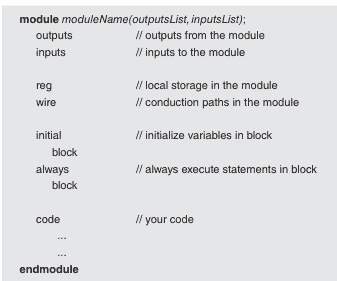 module moduleName(outputsList, inputsList);
outputs // outputs from the module
inputs // inputs to the module
reg // local storage in the module
wire // conduction paths in the module
initial // initialize variables in block
block
always // always execute statements in block
block
code // your code
...
...
endmodule